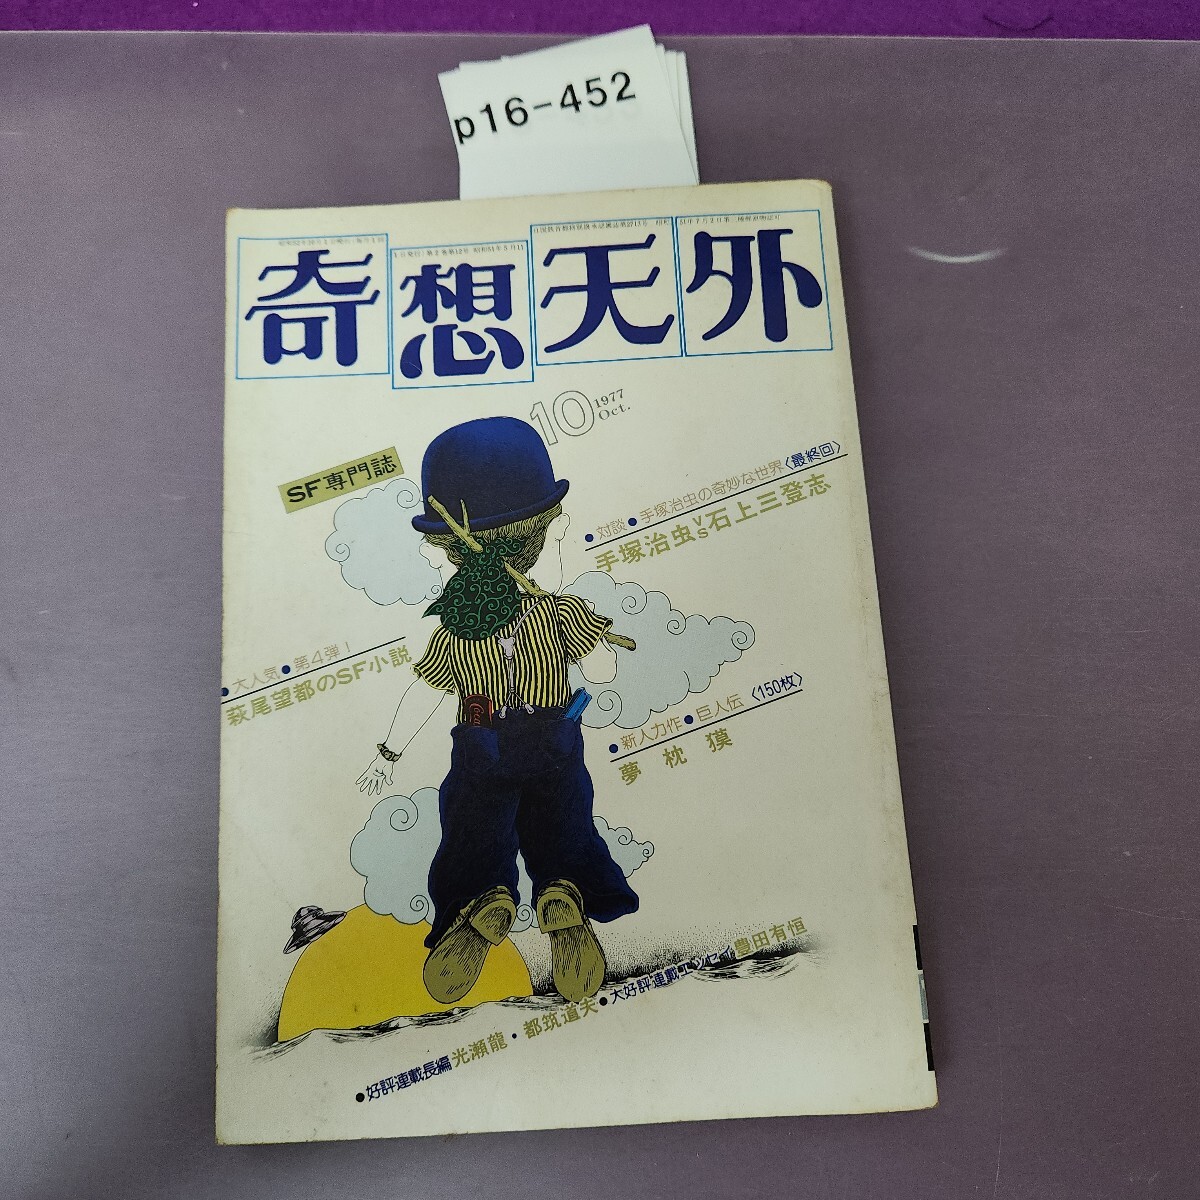 p16-452
奇想天外
10 1977 Oct.
SF専門誌
●対談●手塚治虫の奇妙な世界〈最終回〉
手塚治虫vs石上三登志
●大人気●第4弾！
萩尾望都のSF小説
●新人力作●巨人伝〈150枚〉
夢枕獏
●好評連載長編光瀬龍・都筑道夫●大好評連載エッセイ豊田有恒